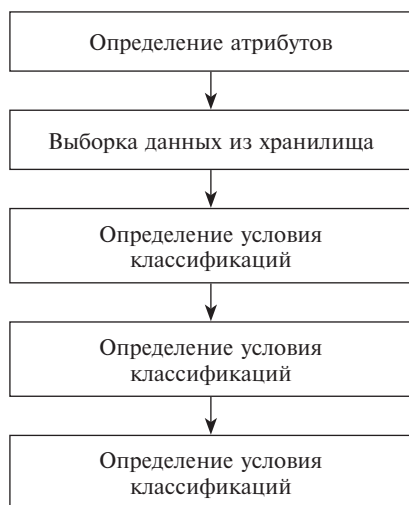 Определение атрибутов
Выборка данных из хранилища
Определение условия
классификаций
Определение условия
классификаций
Определение условия
классификаций